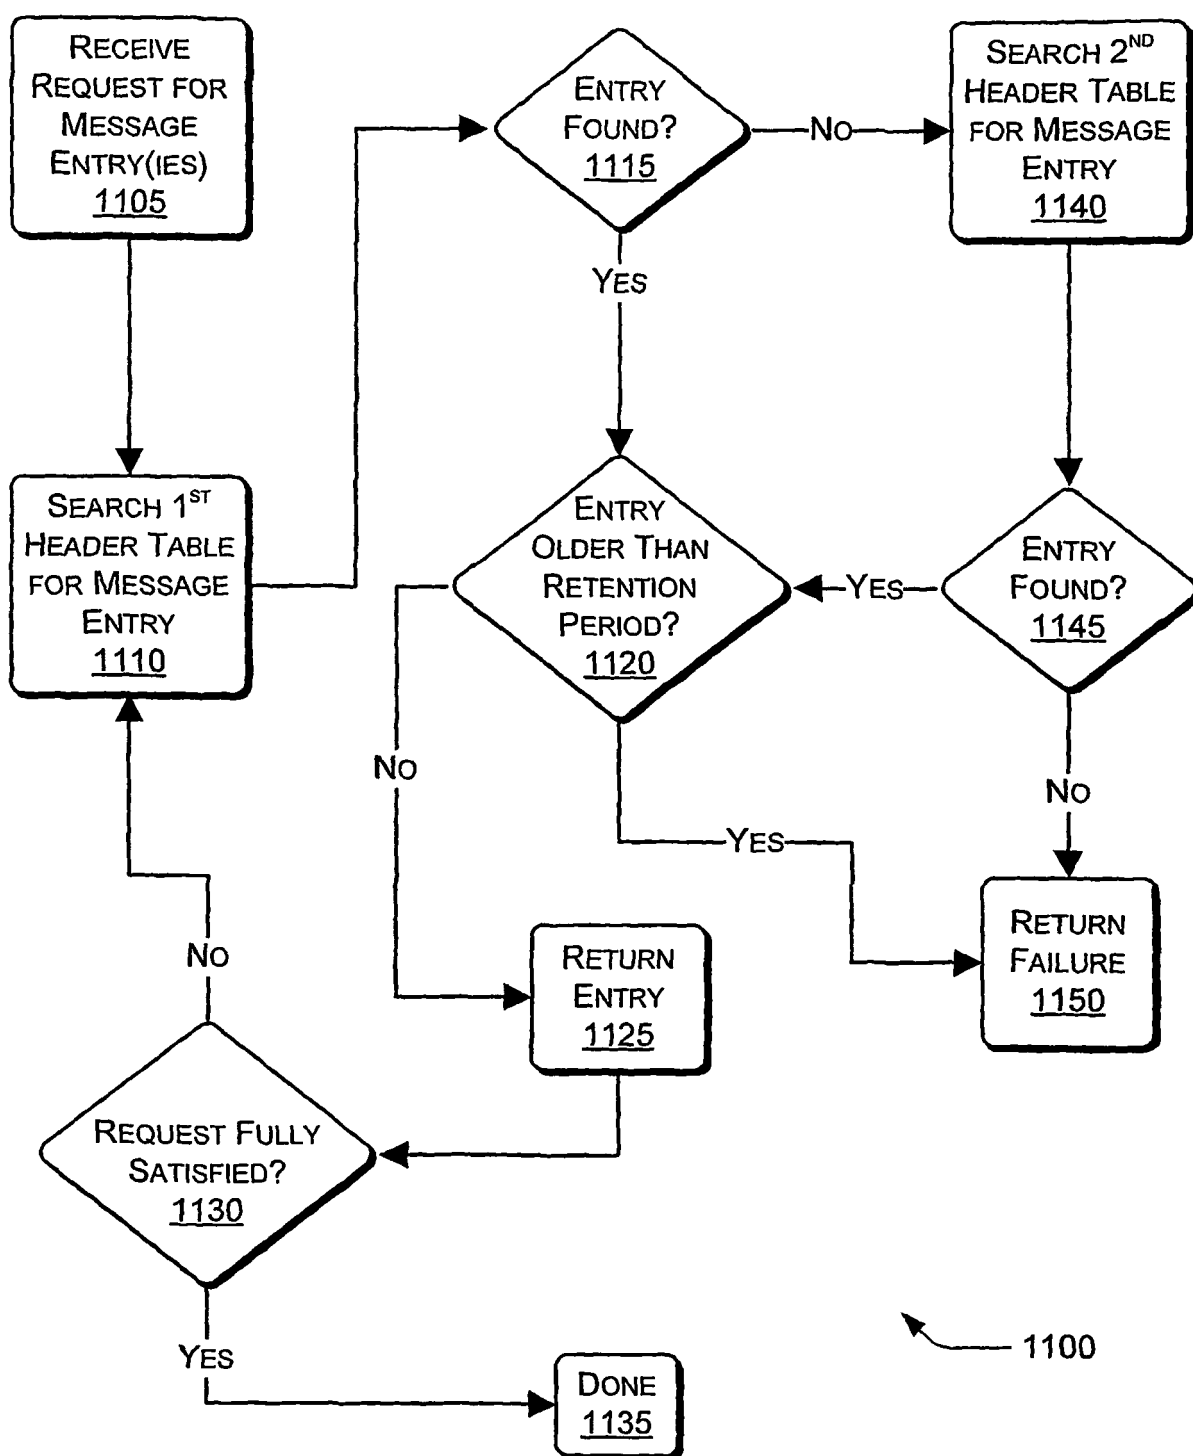 RECEIVE
REQUEST FOR
MESSAGE
ENTRY(IES)
1105
ENTRY
FOUND?
1115
NO
SEARCH 2ND
HEADER TABLE
FOR MESSAGE
ENTRY
1140
YES
SEARCH 1ST
HEADER TABLE
FOR MESSAGE
ENTRY
1110
ENTRY
OLDER THAN
RETENTION
PERIOD?
1120
YES
ENTRY
FOUND?
1145
NO
YES
NO
RETURN
FAILURE
1150
NO
RETURN
ENTRY
1125
REQUEST FULLY
SATISFIED?
1130
YES
DONE
1135
1100